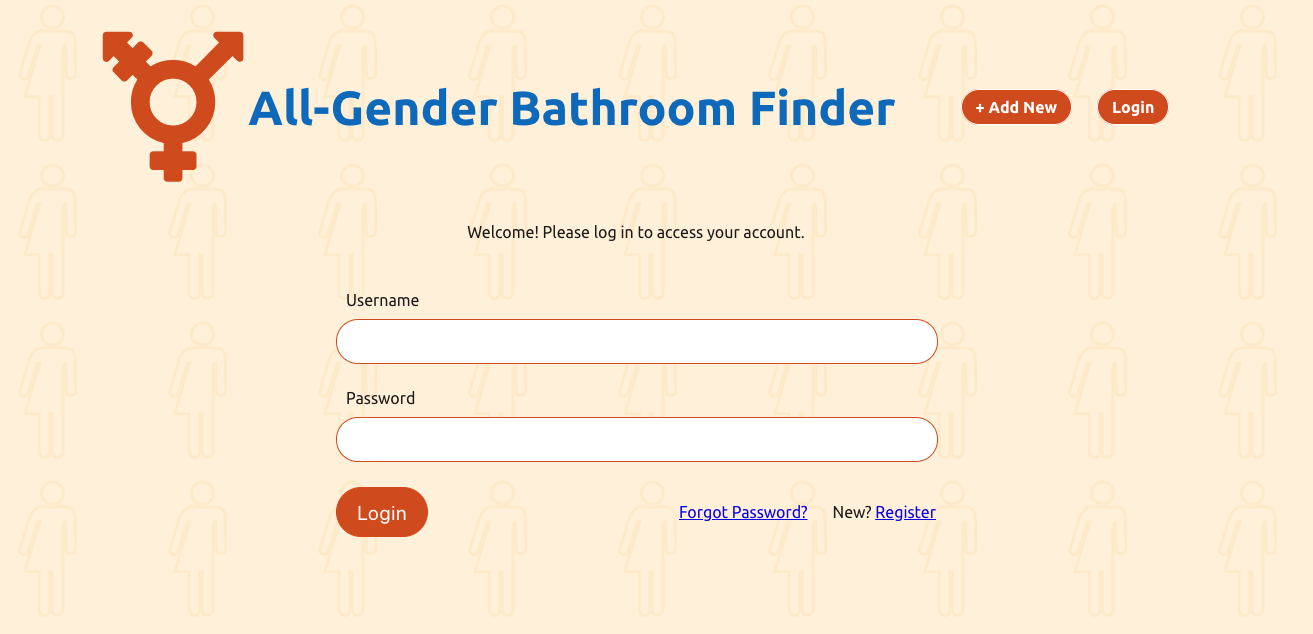 All-Gender Bathroom Finder
+ Add New
Login
Welcome! Please log in to access your account.
Username
Password
Login
Forgot Password?
New? Register